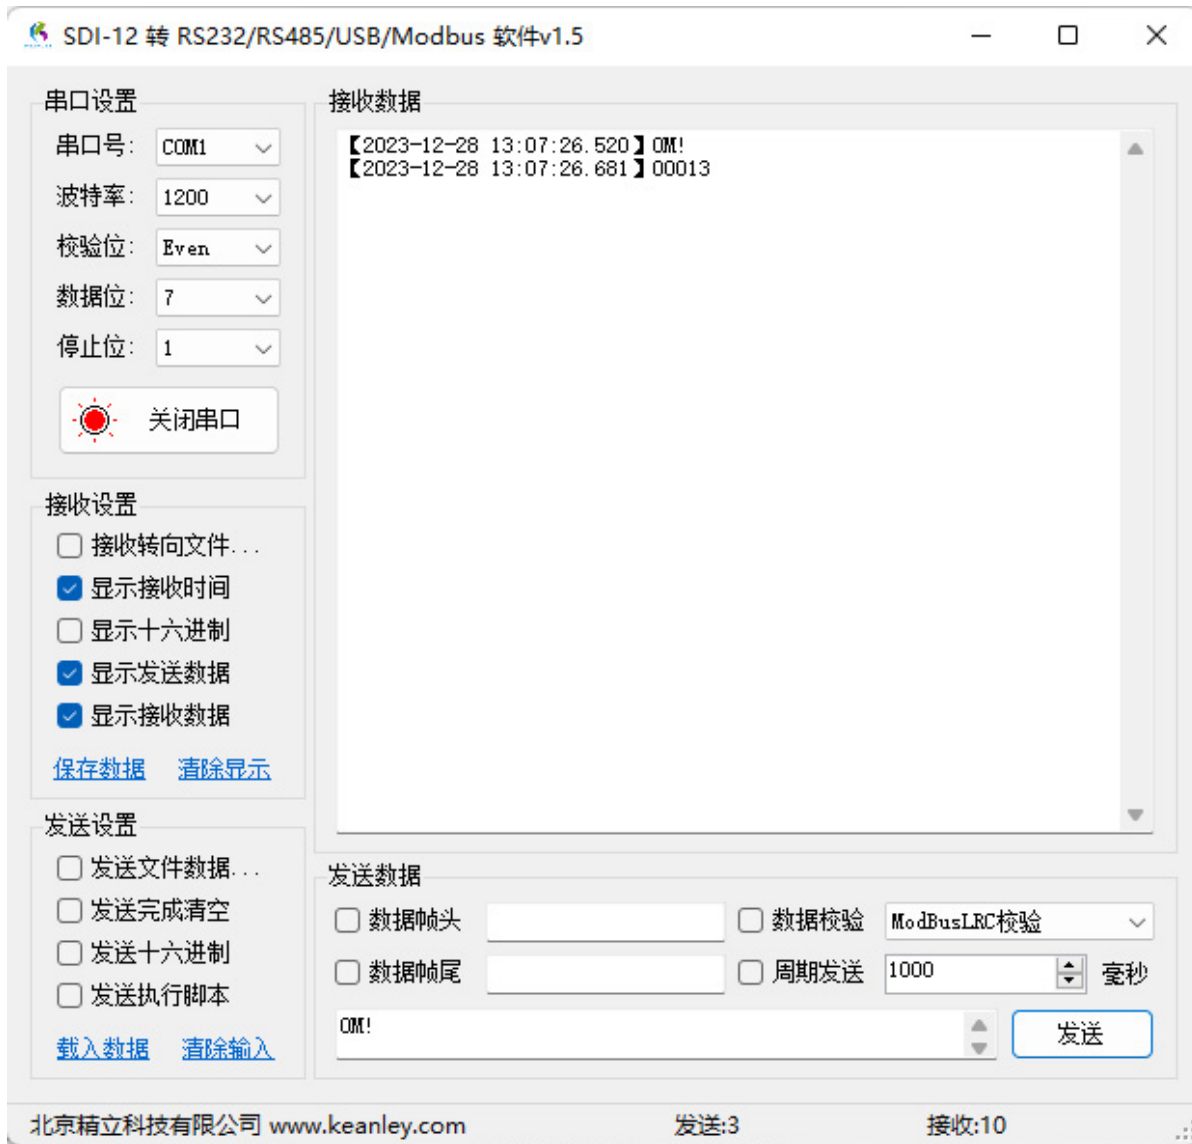 SDI-12 转 RS232/RS485/USB/Modbus 软件v1.5
串口设置
串口号: COM1
波特率: 1200
校验位: Even
数据位: 7
停止位: 1
关闭串口
接收设置
接收转向文件...
显示接收时间
显示十六进制
显示发送数据
显示接收数据
保存数据 清除显示
发送设置
发送文件数据...
发送完成清空
发送十六进制
发送执行脚本
载入数据 清除输入
接收数据
【2023-12-28 13:07:26.520】0M!
【2023-12-28 13:07:26.681】00013
发送数据
数据帧头 数据校验 ModBusLRC校验
数据帧尾 周期发送 1000 毫秒
0M! 发送
北京精立科技有限公司 www.keanley.com 发送:3 接收:10